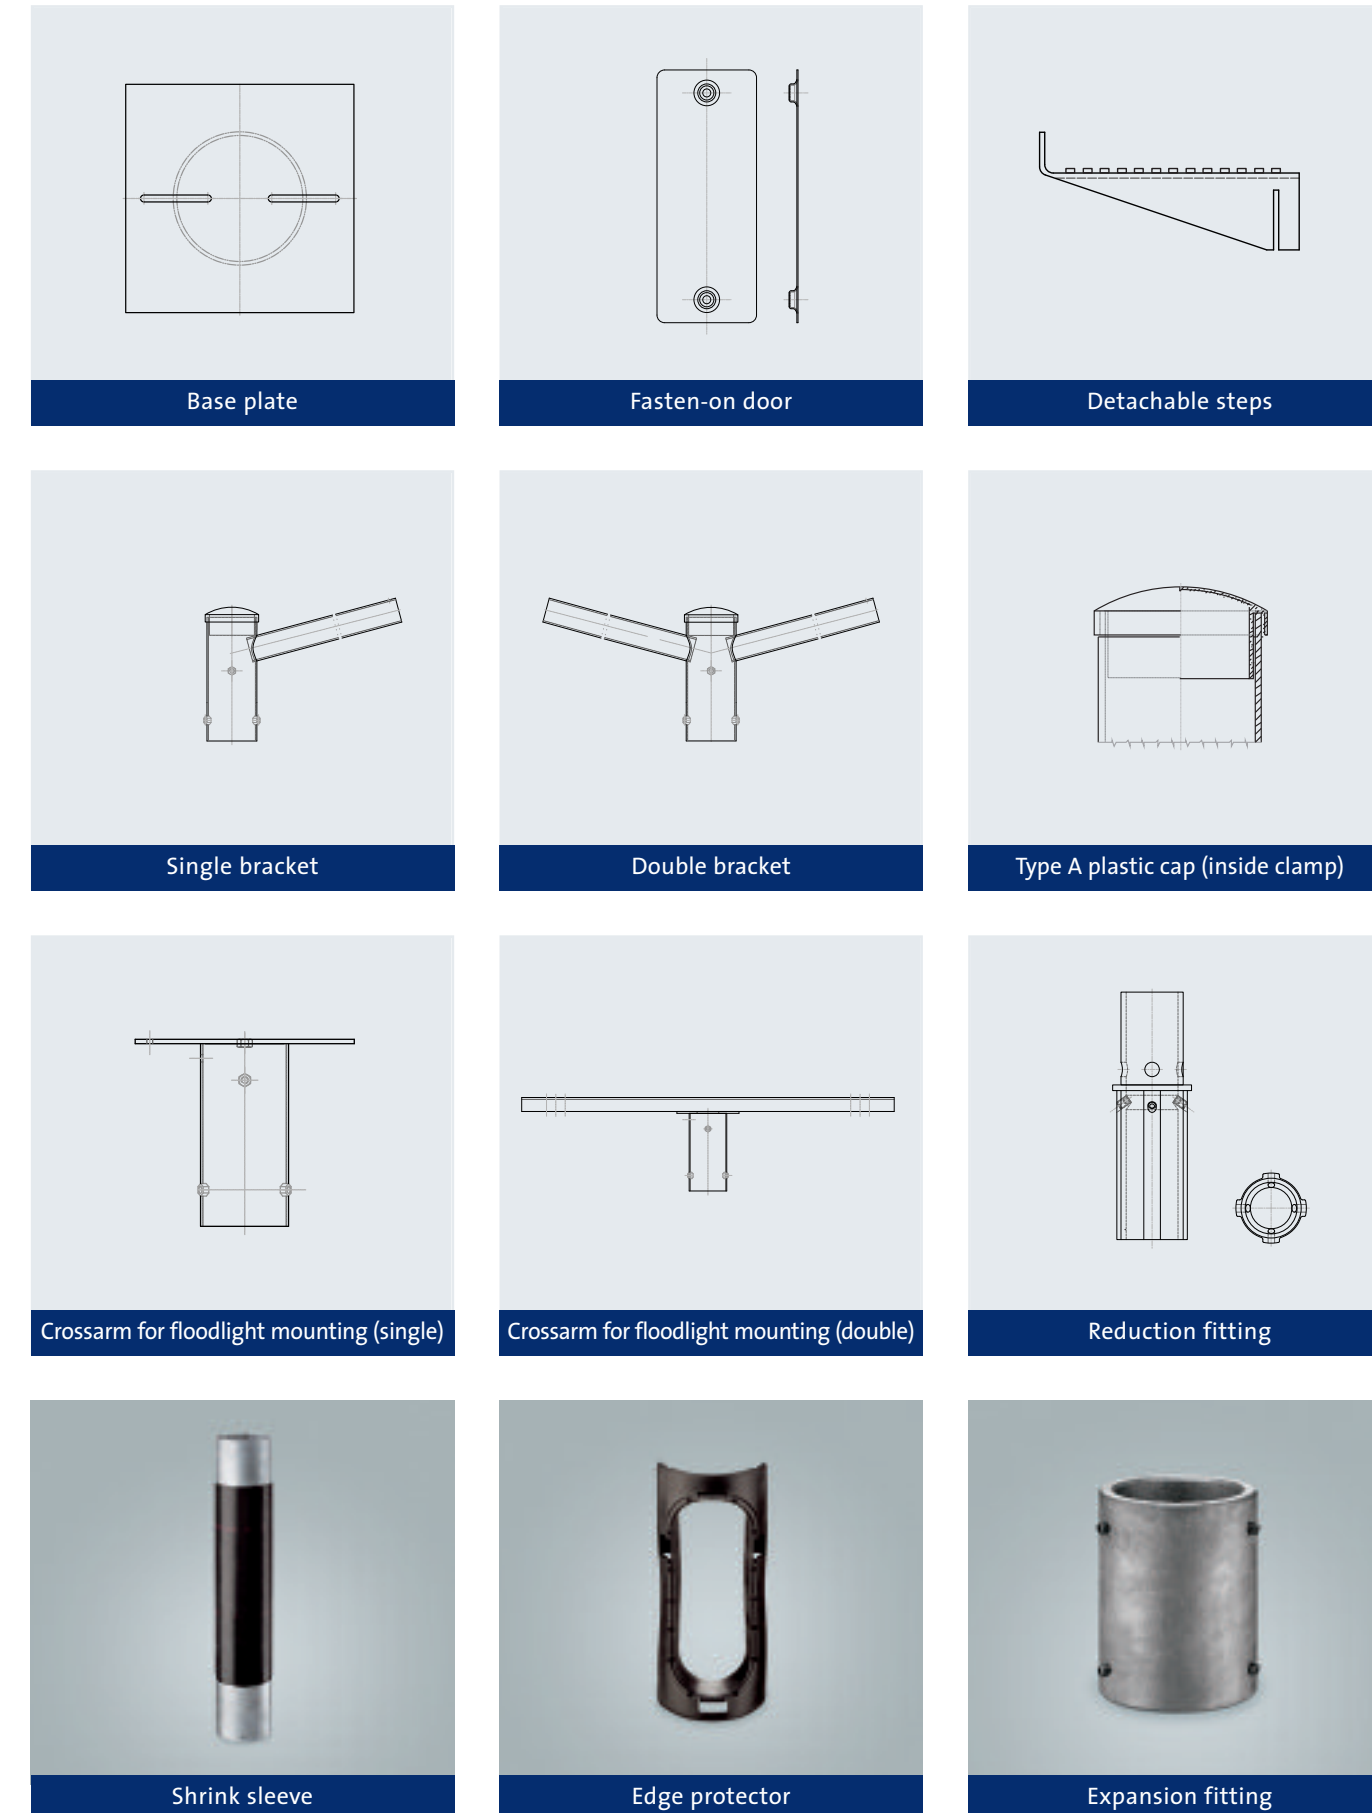 Base plate
Fasten-on door
Detachable steps
Single bracket
Double bracket
Type A plastic cap (inside clamp)
Crossarm for floodlight mounting (single)
Crossarm for floodlight mounting (double)
Reduction fitting
Shrink sleeve
Edge protector
Expansion fitting